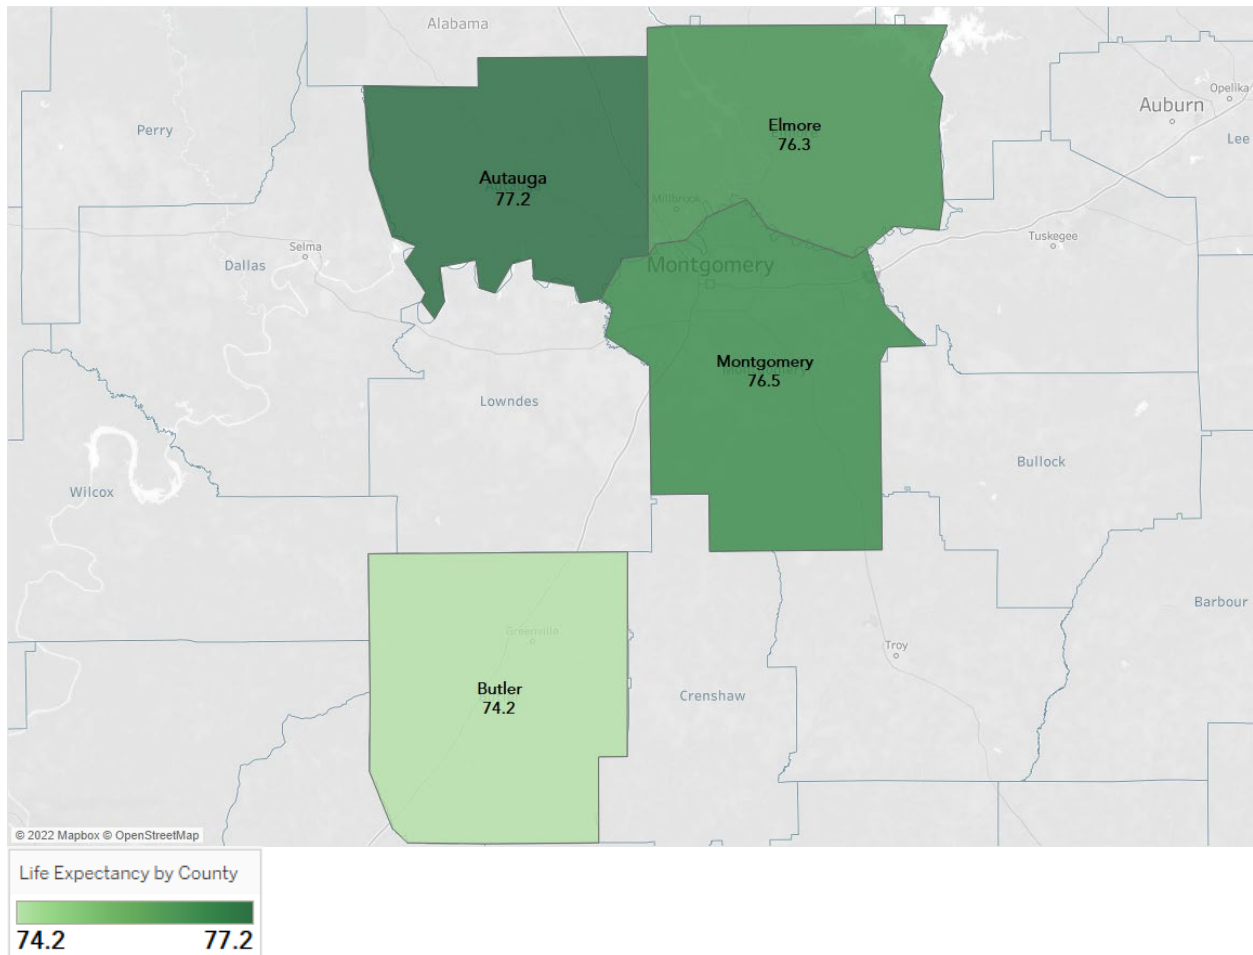 Alabama
Opelika
Auburn
Elmore
76.3
Perry
Lee
Autauga
77.2
Millbrook
Tuskegee
Selma
Dallas
Montgomery
Montgomery
76.5
Lowndes
Bullock
Wilcox
Barbour
Greenville
Troy
Butler
74.2
Crenshaw
© 2022 Mapbox © OpenStreetMap
Life Expectancy by County
74.2 77.2